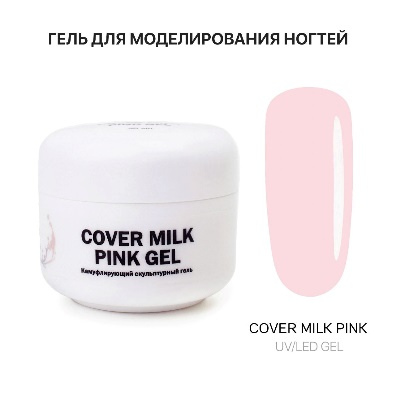 ГЕЛЬ ДЛЯ МОДЕЛИРОВАНИЯ НОГТЕЙ
COVER MILK
PINK GEL
Камуфлирующий скульптурный гель
COVER MILK PINK
UV/LED GEL